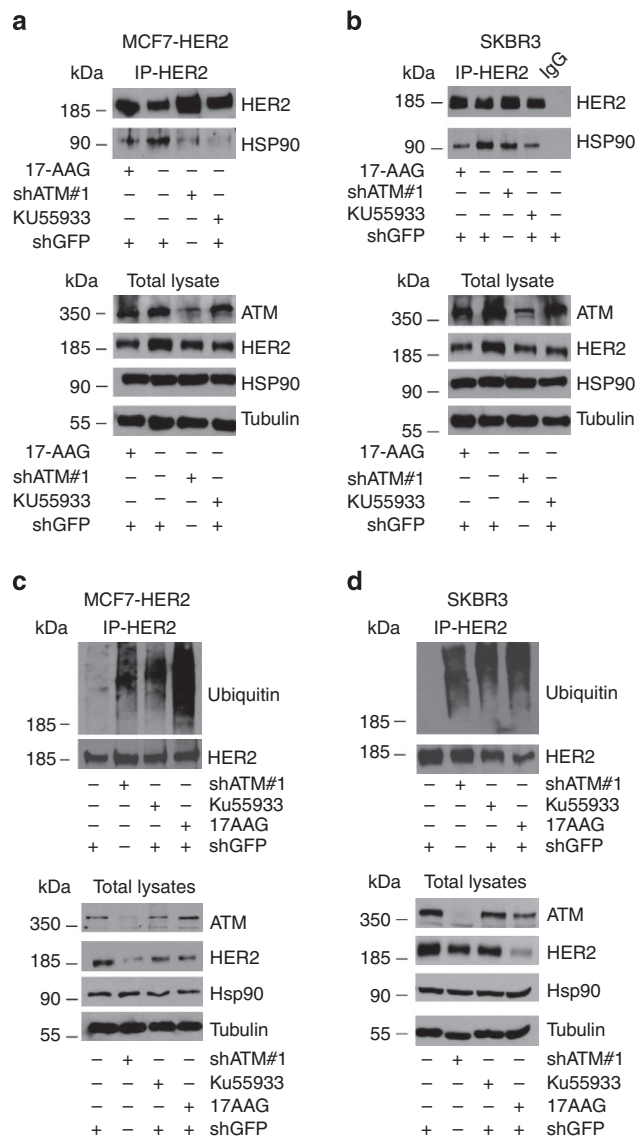 a
MCF7-HER2
kDa IP-HER2
185 HER2
90 HSP90
17-AAG + – – –
shATM#1 – – + –
KU55933 – – – +
shGFP + + – +
kDa Total lysate
350 ATM
185 HER2
90 HSP90
55 Tubulin
17-AAG + – – –
shATM#1 – – + –
KU55933 – – – +
shGFP + + – +
b
SKBR3
kDa IP-HER2 IgG
185 HER2
90 HSP90
17-AAG + – – – –
shATM#1 – – + – –
KU55933 – – – + –
shGFP + + – + +
kDa Total lysate
350 ATM
185 HER2
90 HSP90
55 Tubulin
17-AAG + – – –
shATM#1 – – + –
KU55933 – – – +
shGFP + + – +
c
MCF7-HER2
kDa IP-HER2
Ubiquitin
185
185 HER2
– + – – shATM#1
– – + – Ku55933
– – – + 17AAG
+ – + + shGFP
kDa Total lysates
350 ATM
185 HER2
90 Hsp90
55 Tubulin
– + – – shATM#1
– – + – Ku55933
– – – + 17AAG
+ – + + shGFP
d
SKBR3
kDa IP-HER2
Ubiquitin
185
185 HER2
– + – – shATM#1
– – + – Ku55933
– – – + 17AAG
+ – + + shGFP
kDa Total lysates
350 ATM
185 HER2
90 Hsp90
55 Tubulin
– + – – shATM#1
– – + – Ku55933
– – – + 17AAG
+ – + + shGFP